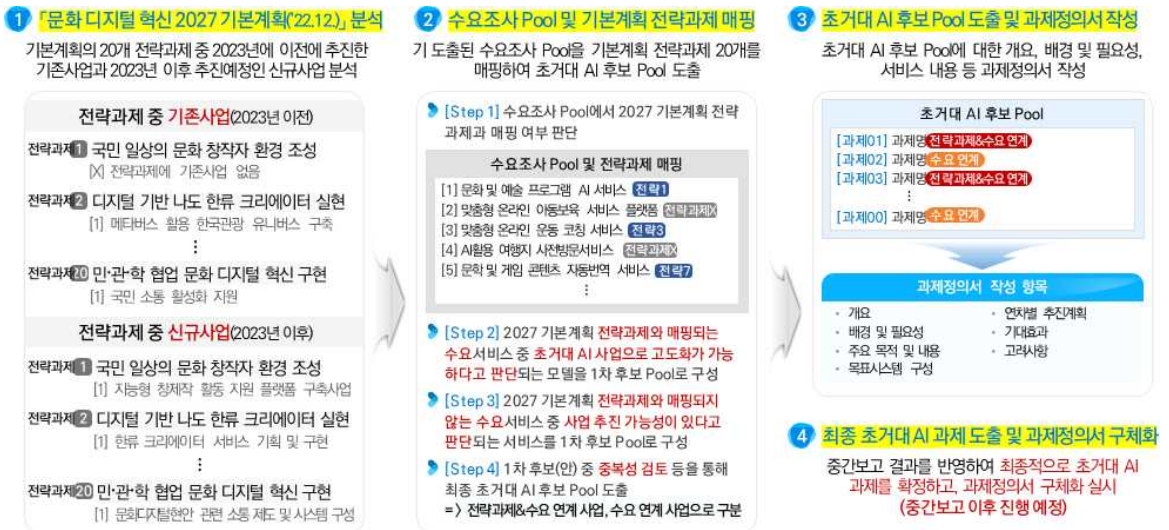 1 「문화 디지털 혁신 2027 기본계획('22.12.)」 분석
기본계획의 20개 전략과제 중 2023년에 이전에 추진한
기존사업과 2023년 이후 추진예정인 신규사업 분석
전략과제 중 기존사업(2023년 이전)
전략과제 1 국민 일상의 문화 창작자 환경 조성
[X] 전략과제에 기존사업 없음
전략과제 2 디지털 기반 나도 한류 크리에이터 실현
[1] 메타버스 활용 한국관광 유니버스 구축
⋮
전략과제 20 민·관·학 협업 문화 디지털 혁신 구현
[1] 국민 소통 활성화 지원
전략과제 중 신규사업(2023년 이후)
전략과제 1 국민 일상의 문화 창작자 환경 조성
[1] 지능형 창제작 활동 지원 플랫폼 구축사업
전략과제 2 디지털 기반 나도 한류 크리에이터 실현
[1] 한류 크리에이터 서비스 기획 및 구현
⋮
전략과제 20 민·관·학 협업 문화 디지털 혁신 구현
[1] 문화디지털현안 관련 소통 제도 및 시스템 구성
2 수요조사 Pool 및 기본계획 전략과제 매핑
기 도출된 수요조사 Pool을 기본계획 전략과제 20개를
매핑하여 초거대 AI 후보 Pool 도출
[Step 1] 수요조사 Pool에서 2027 기본계획 전략
과제과 매핑 여부 판단
수요조사 Pool 및 전략과제 매핑
[1] 문화 및 예술 프로그램 AI 서비스 전략1
[2] 맞춤형 온라인 아동보육 서비스 플랫폼 전략과제X
[3] 맞춤형 온라인 운동 코칭 서비스 전략3
[4] AI활용 여행지 사전방문서비스 전략과제X
[5] 문학 및 게임 콘텐츠 자동번역 서비스 전략7
⋮
[Step 2] 2027 기본계획 전략과제와 매핑되는
수요서비스 중 초거대 AI 사업으로 고도화가 가능
하다고 판단되는 모델을 1차 후보 Pool로 구성
[Step 3] 2027 기본계획 전략과제와 매핑되지
않는 수요서비스 중 사업 추진 가능성이 있다고
판단되는 서비스를 1차 후보 Pool로 구성
[Step 4] 1차 후보(안) 중 중복성 검토 등을 통해
최종 초거대 AI 후보 Pool 도출
=> 전략과제&수요 연계 사업, 수요 연계 사업으로 구분
3 초거대 AI 후보 Pool 도출 및 과제정의서 작성
초거대 AI 후보 Pool에 대한 개요, 배경 및 필요성,
서비스 내용 등 과제정의서 작성
초거대 AI 후보 Pool
[과제01] 과제명 전략과제&수요 연계
[과제02] 과제명 수요 연계
[과제03] 과제명 전략과제&수요 연계
⋮
[과제00] 과제명 수요 연계
과제정의서 작성 항목
• 개요
• 배경 및 필요성
• 주요 목적 및 내용
• 목표시스템 구성
• 연차별 추진계획
• 기대효과
• 고려사항
4 최종 초거대 AI 과제 도출 및 과제정의서 구체화
중간보고 결과를 반영하여 최종적으로 초거대 AI
과제를 확정하고, 과제정의서 구체화 실시
(중간보고 이후 진행 예정)